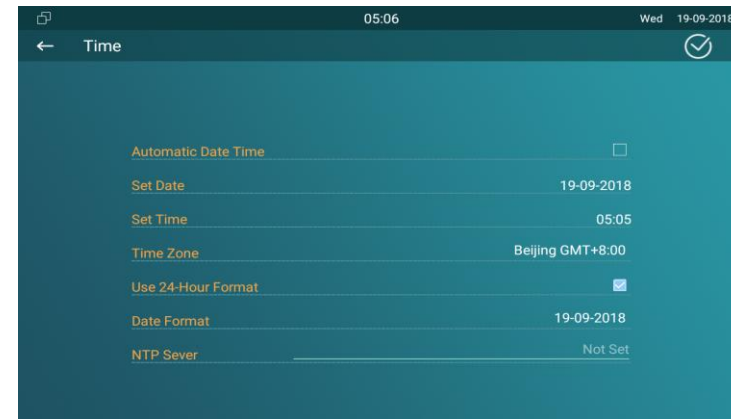 05:06 Wed 19-09-2018
Time
Automatic Date Time
Set Date 19-09-2018
Set Time 05:05
Time Zone Beijing GMT+8:00
Use 24-Hour Format
Date Format 19-09-2018
NTP Sever Not Set